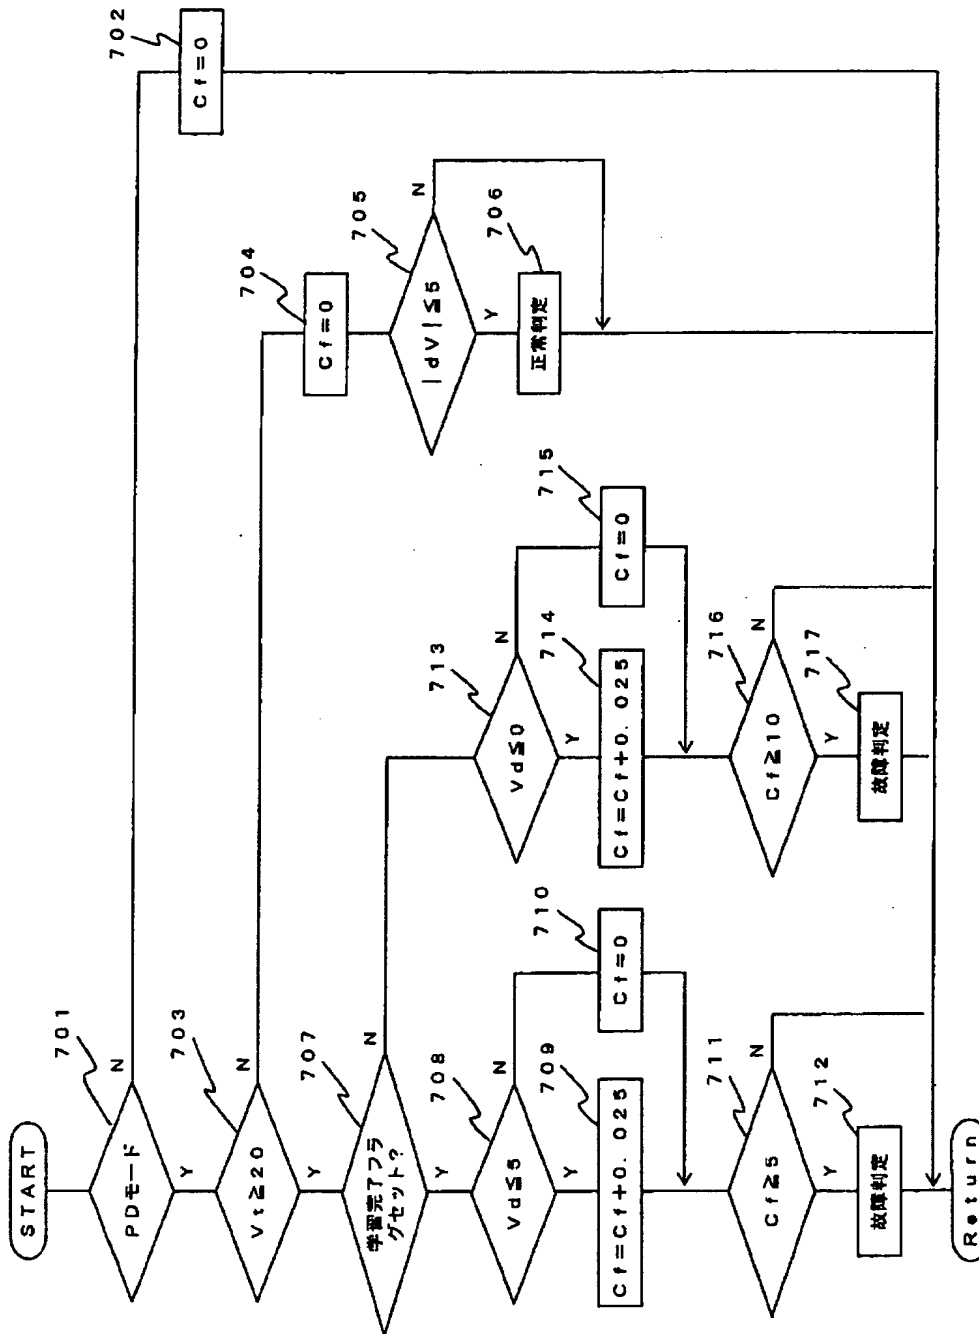 START
701
PDモード
N
Y
702
Cf=0
703
Vt≧20
N
Y
704
Cf=0
705
|dV|≦5
N
Y
706
正常判定
707
学習完了フラ
グセット?
N
Y
708
Vd≦5
N
Y
709
Cf=Cf+0.025
710
Cf=0
711
Cf≧5
N
Y
712
故障判定
713
Vd≦0
N
Y
714
Cf=Cf+0.025
715
Cf=0
716
Cf≧10
N
Y
717
故障判定
Return